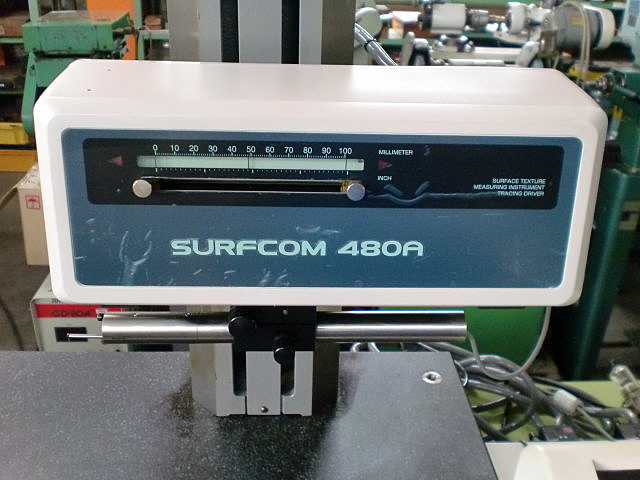 0 10 20 30 40 50 60 70 80 90 100
MILLIMETER
INCH
SURFACE TEXTURE
MEASURING INSTRUMENT
TRACING DRIVER
SURFCOM 480A